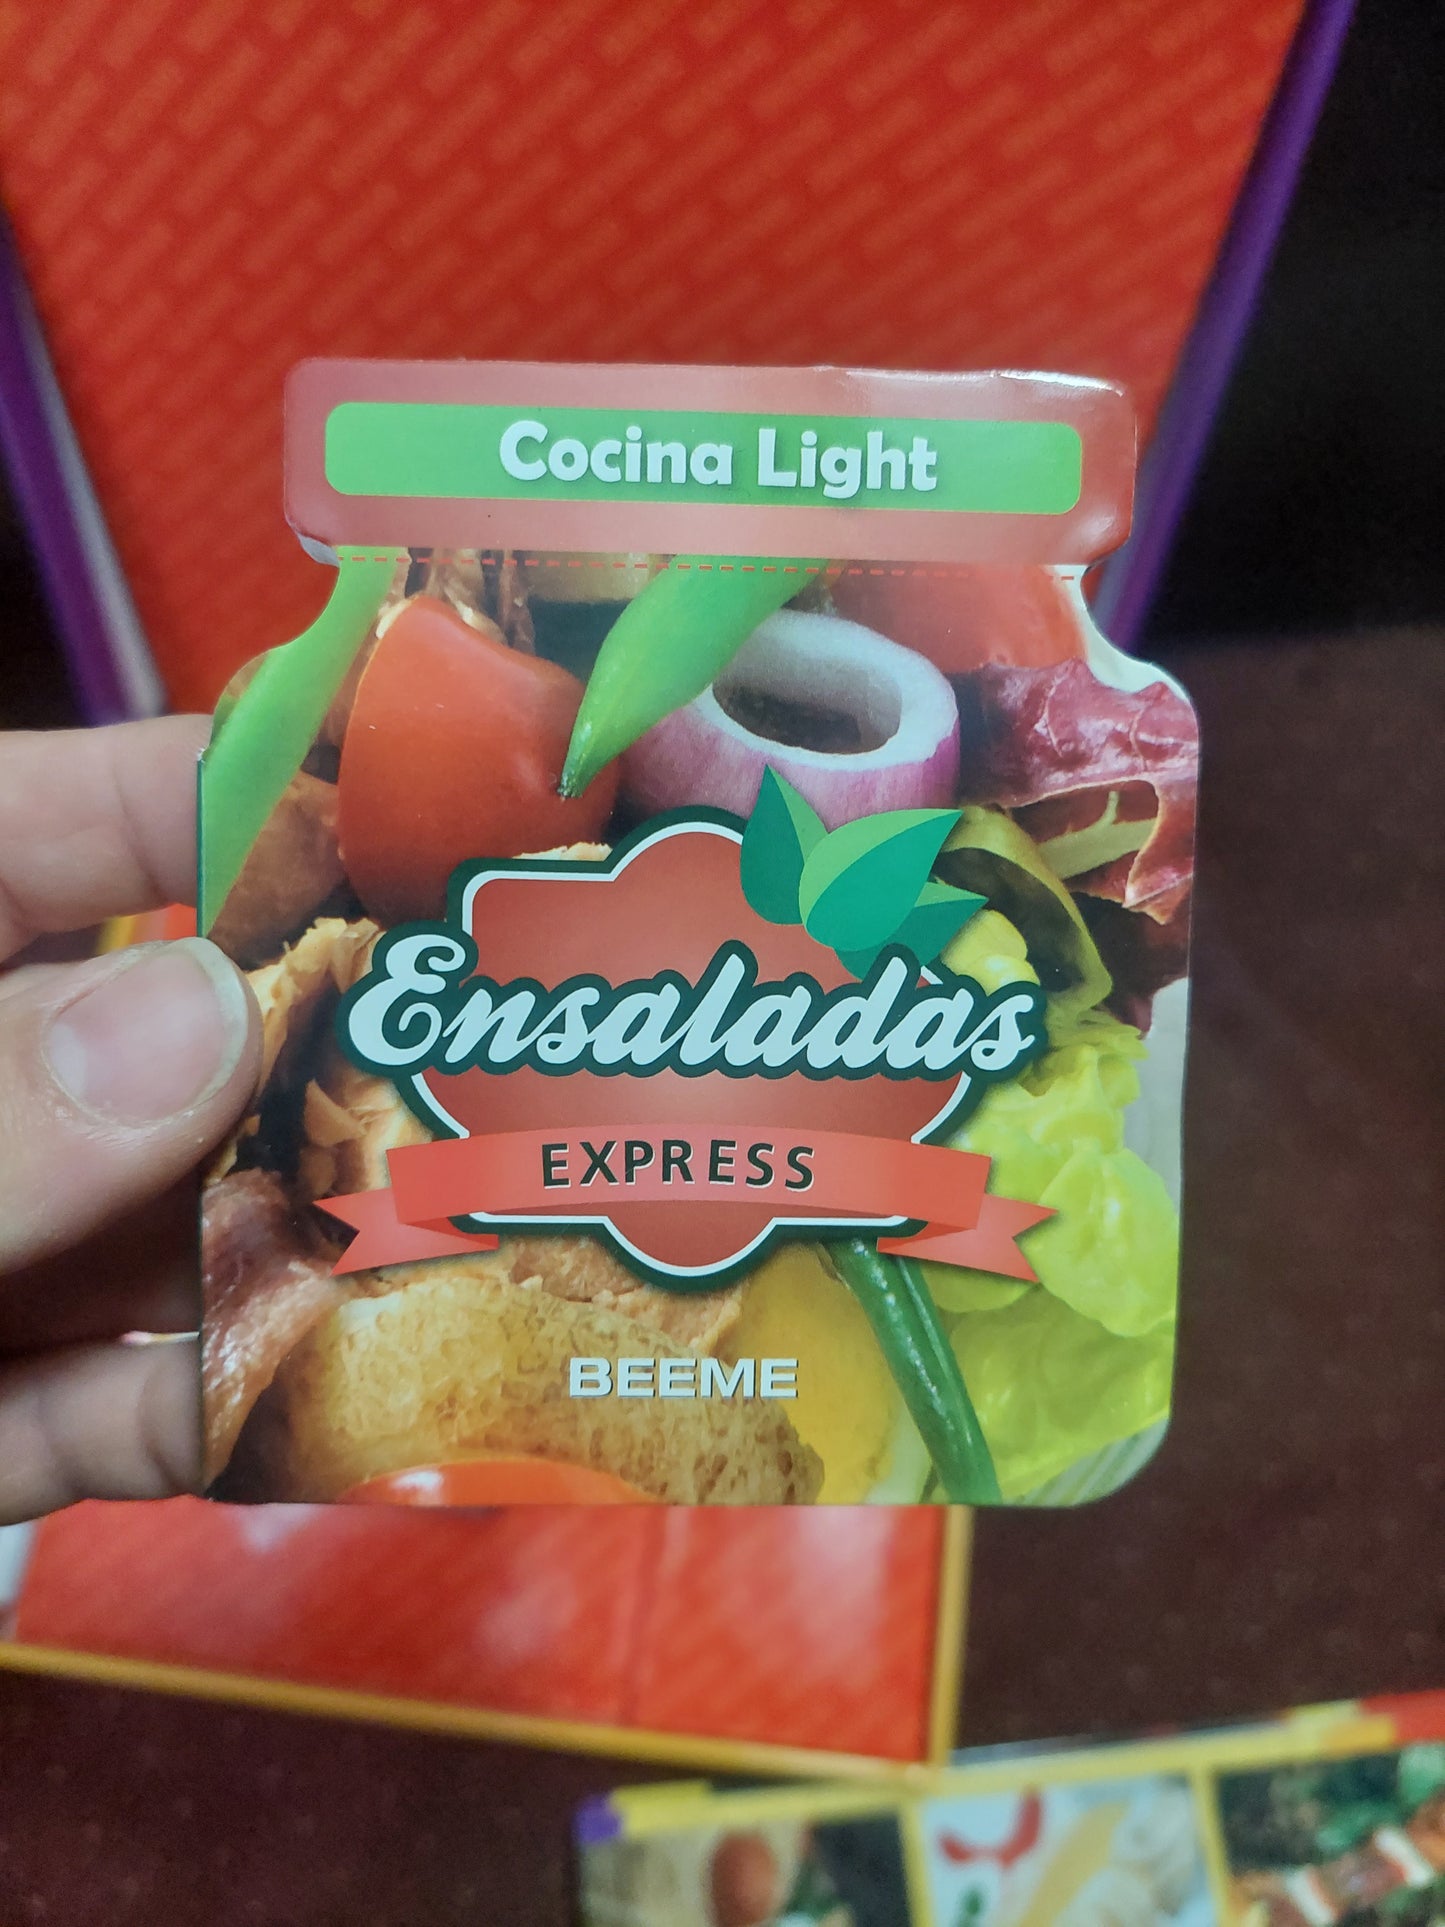 Cocina Light
Ensaladas
EXPRESS
BEEME